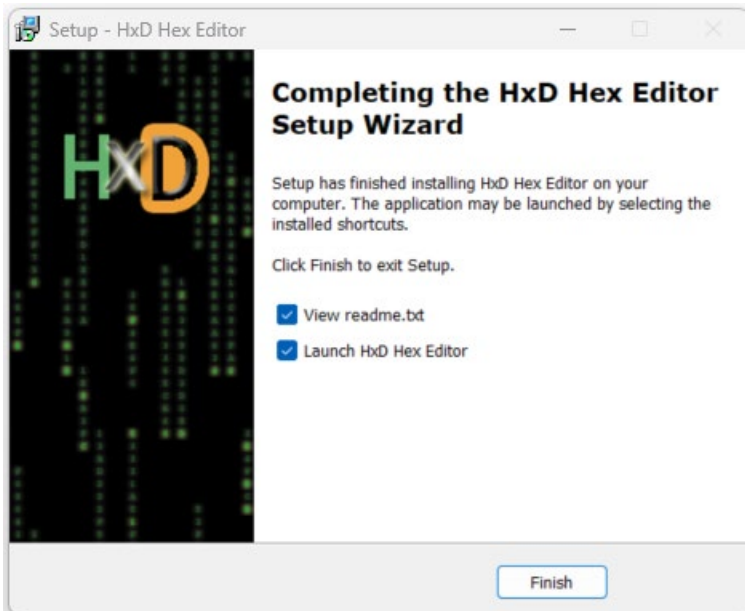 Setup - HxD Hex Editor
HxD
Completing the HxD Hex Editor
Setup Wizard
Setup has finished installing HxD Hex Editor on your
computer. The application may be launched by selecting the
installed shortcuts.
Click Finish to exit Setup.
View readme.txt
Launch HxD Hex Editor
Finish